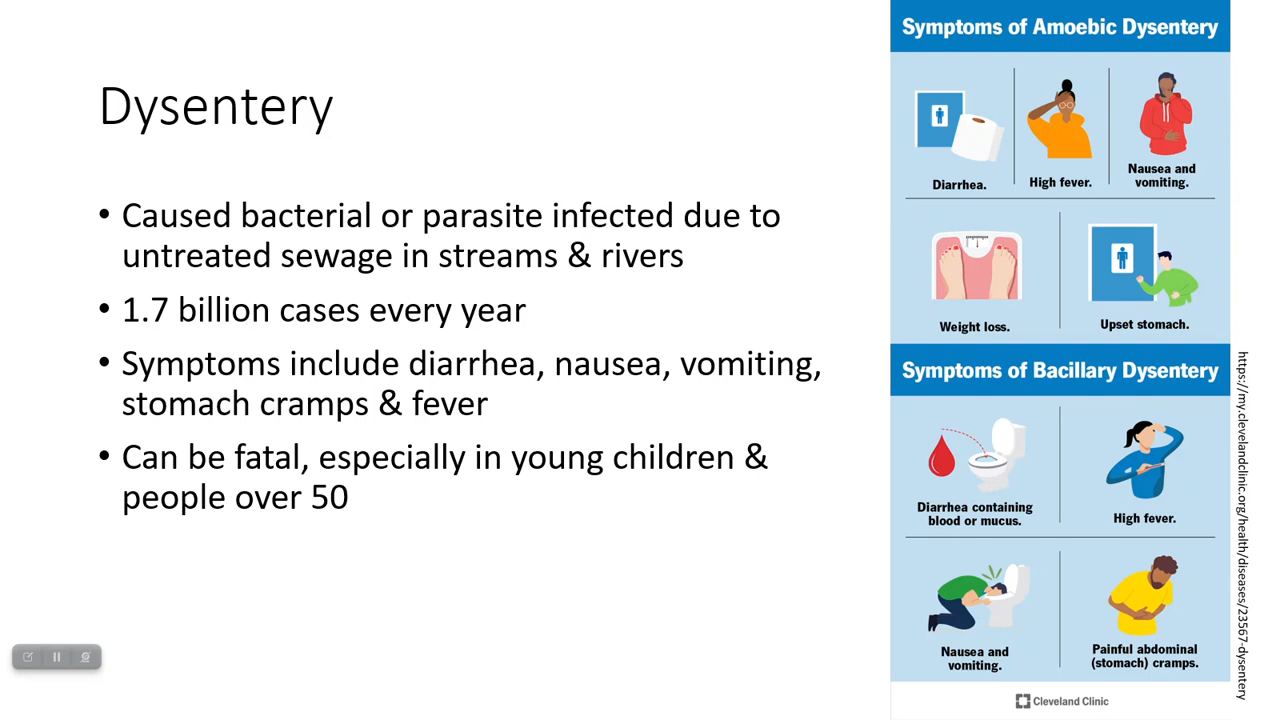 Dysentery
• Caused bacterial or parasite infected due to
untreated sewage in streams & rivers
• 1.7 billion cases every year
• Symptoms include diarrhea, nausea, vomiting,
stomach cramps & fever
• Can be fatal, especially in young children &
people over 50
Symptoms of Amoebic Dysentery
Diarrhea.
High fever.
Nausea and
vomiting.
Weight loss.
Upset stomach.
Symptoms of Bacillary Dysentery
Diarrhea containing
blood or mucus.
High fever.
Nausea and
vomiting.
Painful abdominal
(stomach) cramps.
Cleveland Clinic
https://my.clevelandclinic.org/health/diseases/23567-dysentery